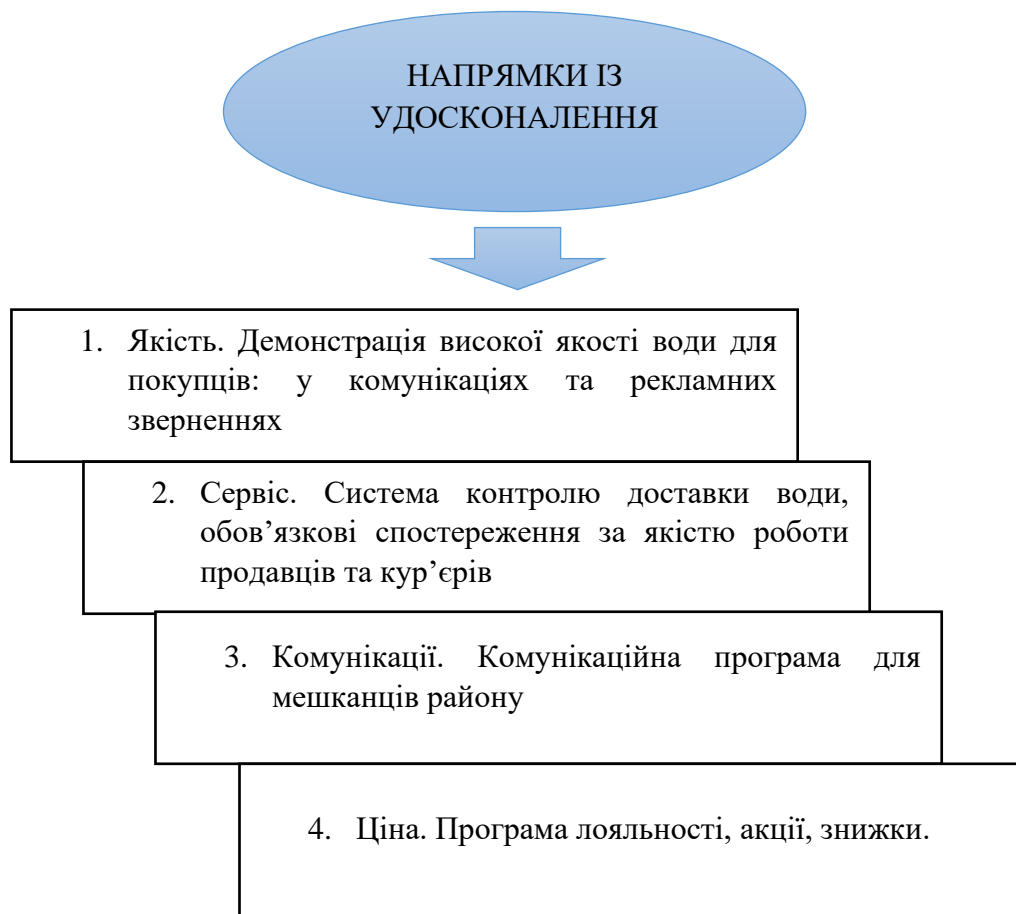 НАПРЯМКИ ІЗ
УДОСКОНАЛЕННЯ
1. Якість. Демонстрація високої якості води для
покупців: у комунікаціях та рекламних
зверненнях
2. Сервіс. Система контролю доставки води,
обов’язкові спостереження за якістю роботи
продавців та кур’єрів
3. Комунікації. Комунікаційна програма для
мешканців району
4. Ціна. Програма лояльності, акції, знижки.